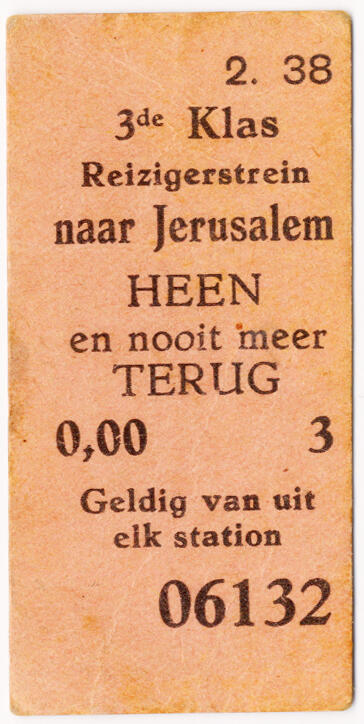 2. 38
3de Klas
Reizigerstrein
naar Jerusalem
HEEN
en nooit meer
TERUG
0,00 3
Geldig van uit
elk station
06132